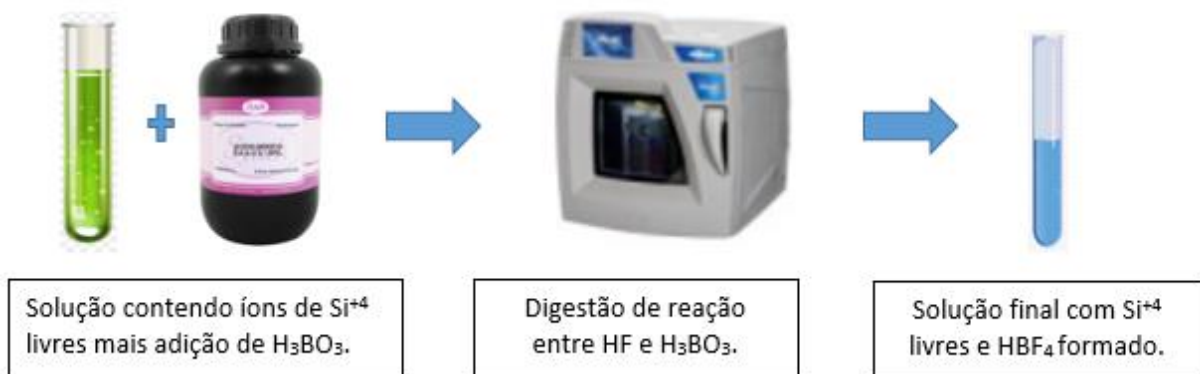 Solução contendo íons de Si⁺⁴
livres mais adição de H₃BO₃.
Digestão de reação
entre HF e H₃BO₃.
Solução final com Si⁺⁴
livres e HBF₄ formado.